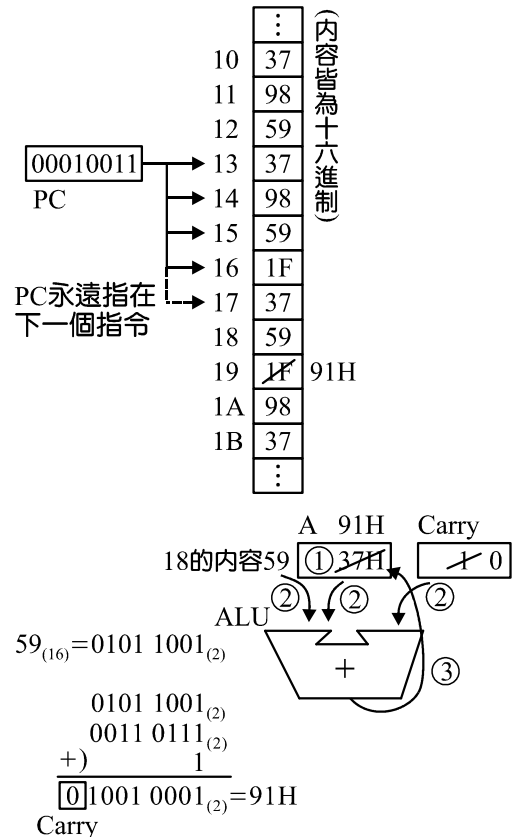 ⋮
10 37
11 98
12 59
13 37
14 98
15 59
16 1F
17 37
18 59
19 1F 91H
1A 98
1B 37
⋮
(內容皆為十六進制)
00010011
PC
PC永遠指在
下一個指令
A 91H Carry
18的內容59 ①37H 1 0
② ② ②
ALU
+
③
59(16)=0101 1001(2)
0101 1001(2)
0011 0111(2)
+) 1
0 1001 0001(2)=91H
Carry